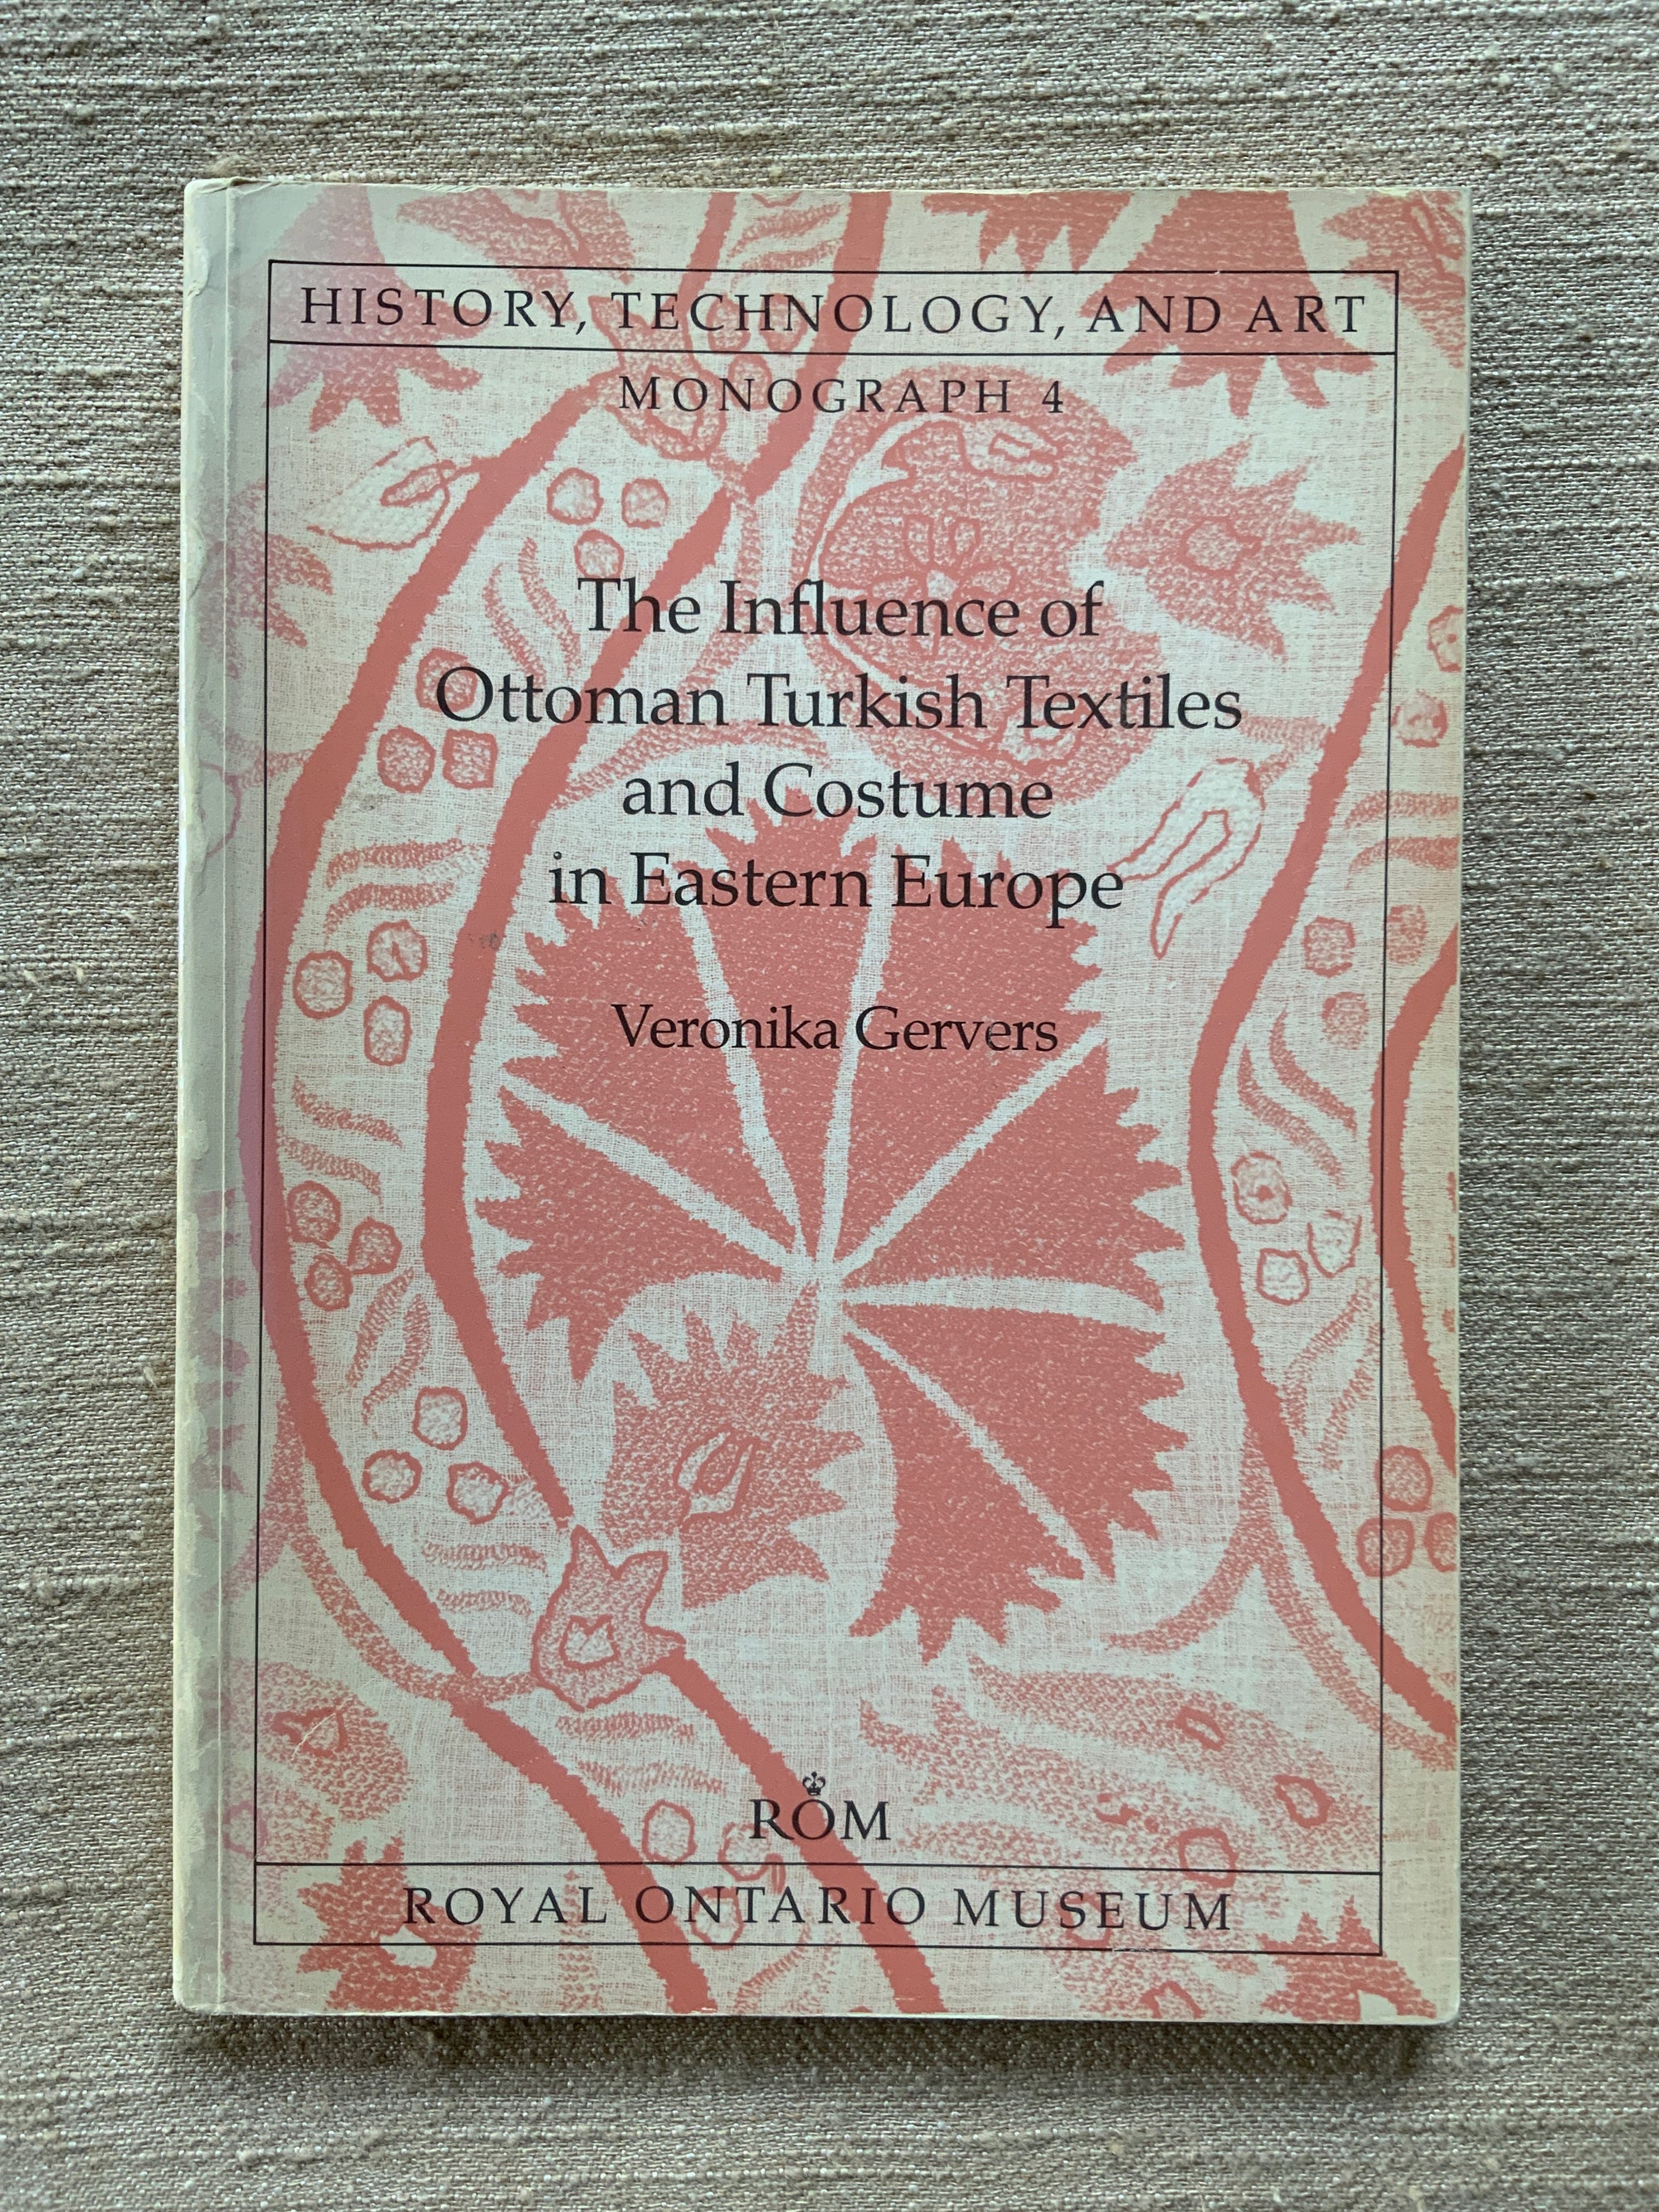 HISTORY, TECHNOLOGY, AND ART
MONOGRAPH 4
The Influence of
Ottoman Turkish Textiles
and Costume
in Eastern Europe
Veronika Gervers
ROM
ROYAL ONTARIO MUSEUM